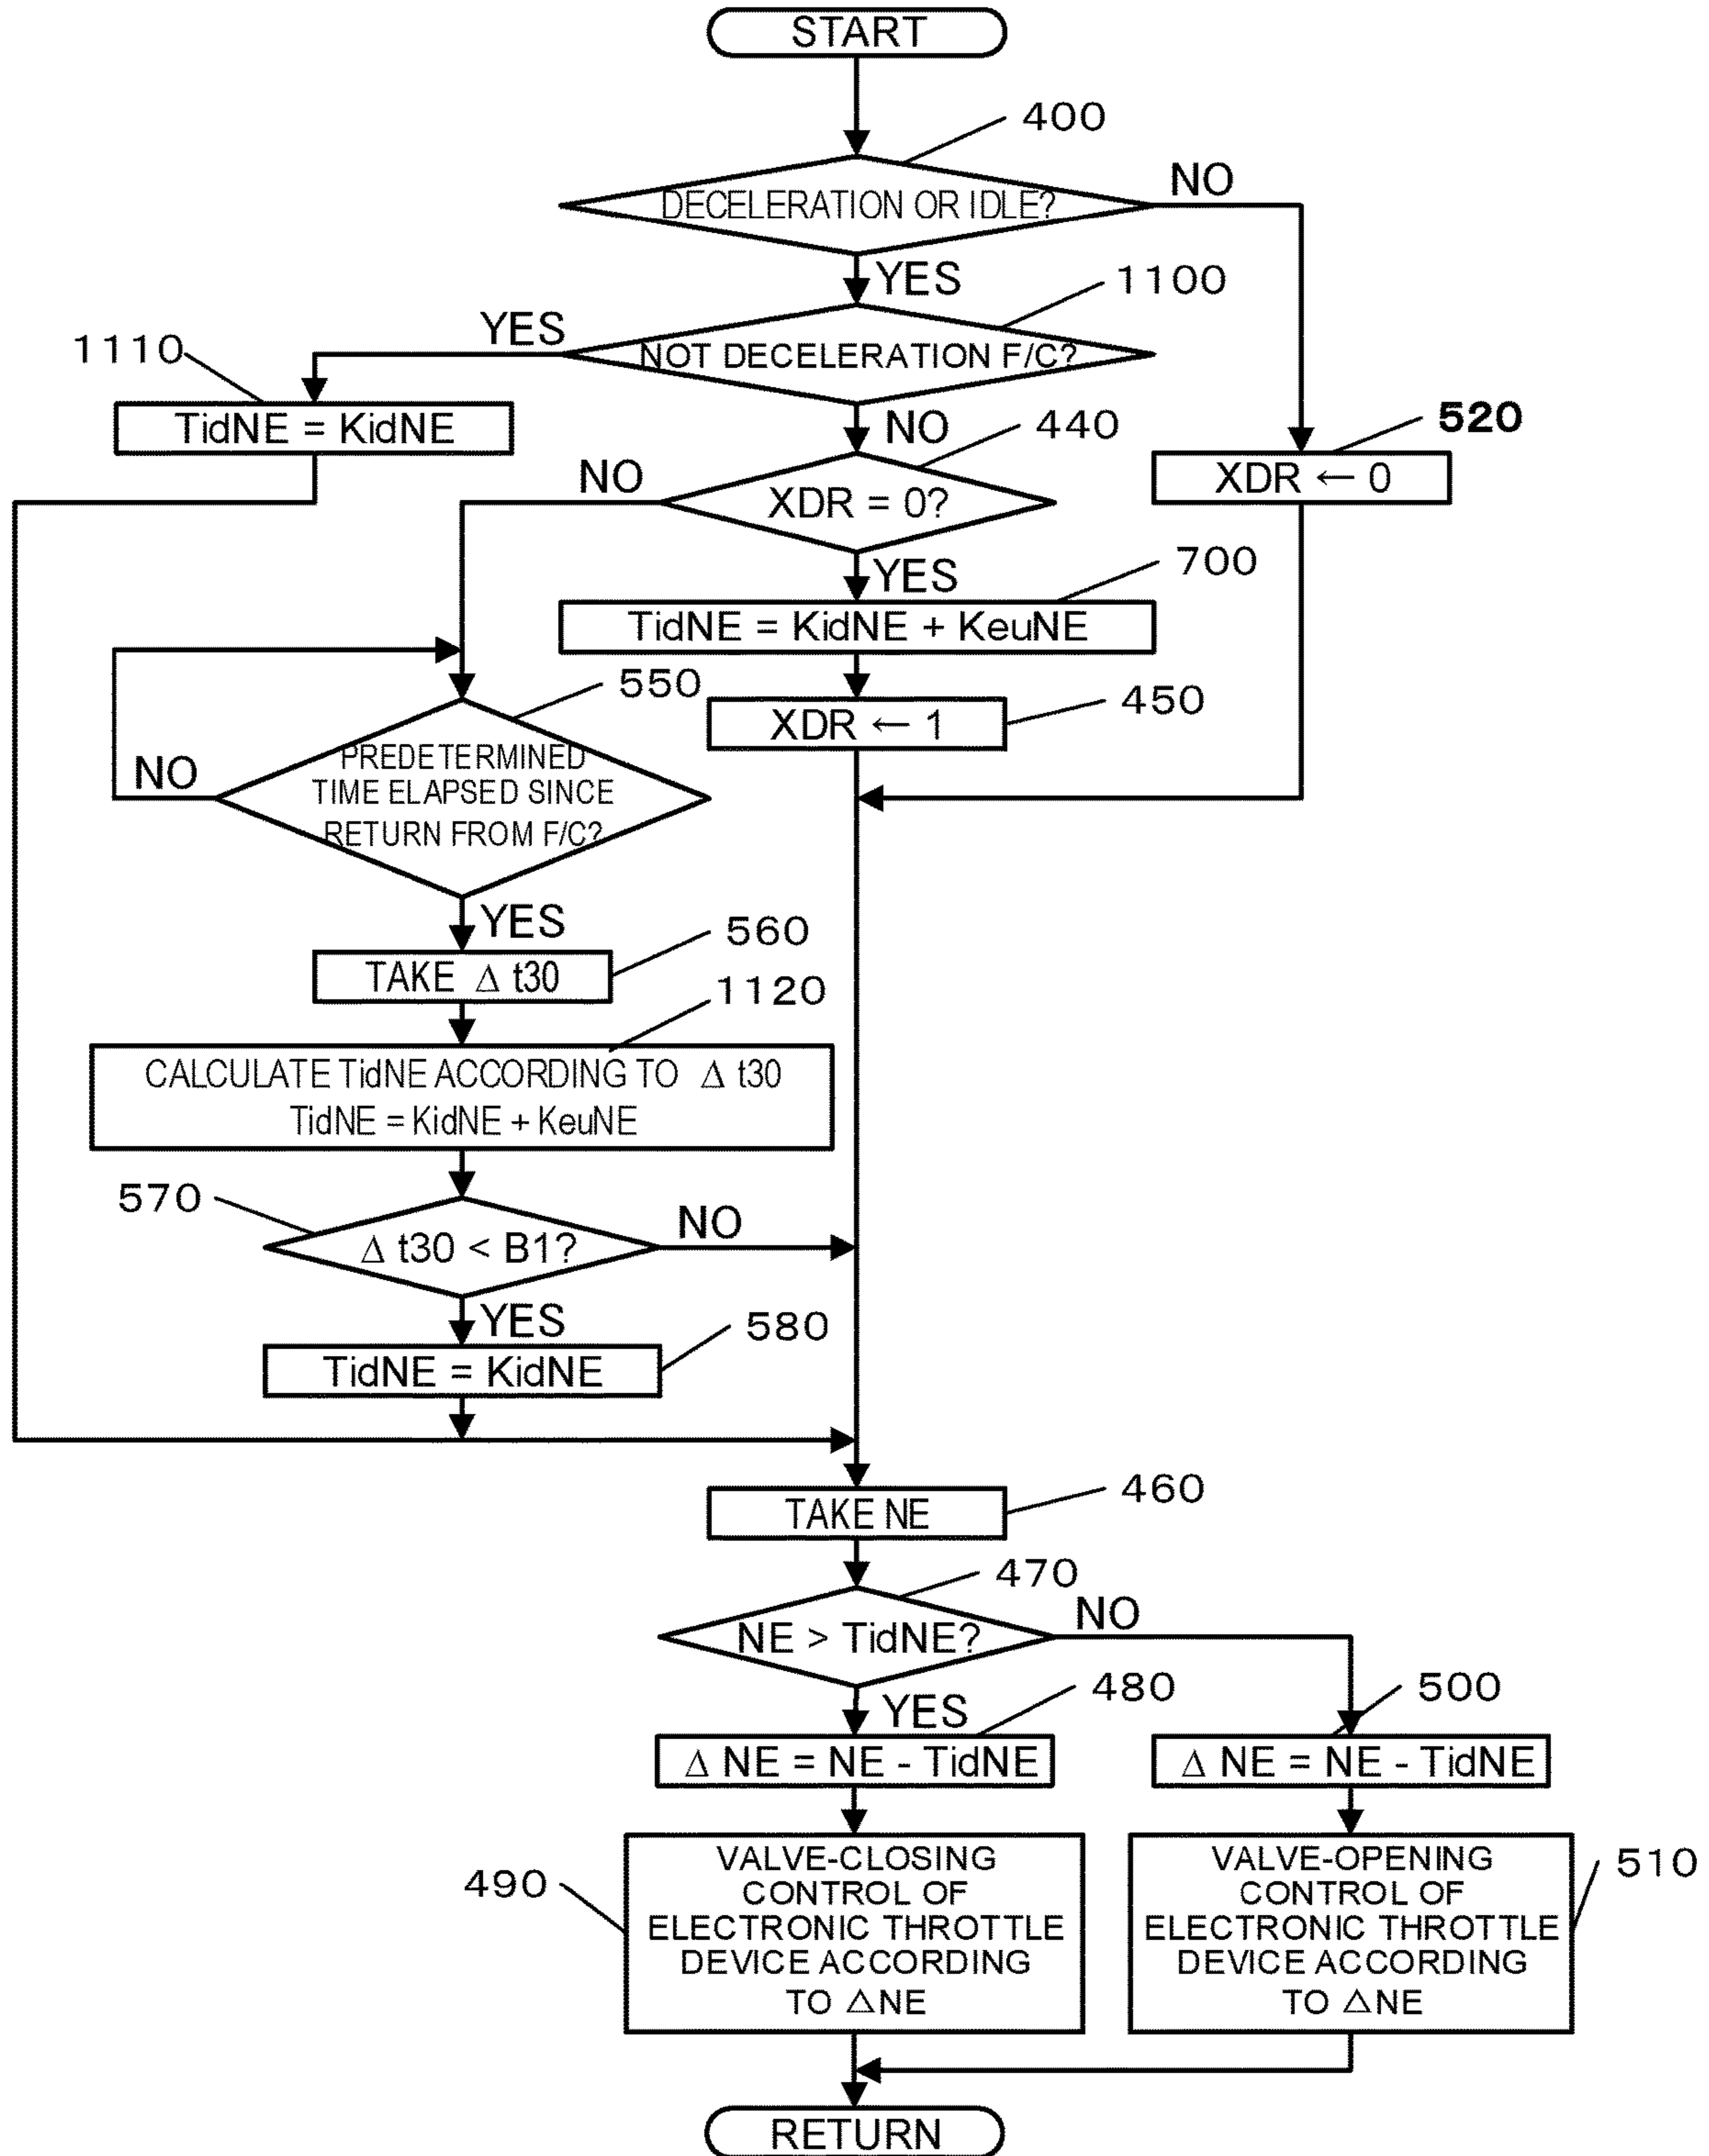 START
400
DECELERATION OR IDLE?
NO
YES
1100
YES
NOT DECELERATION F/C?
1110
TidNE = KidNE
NO
440
520
XDR ← 0
NO
XDR = 0?
YES
700
TidNE = KidNE + KeuNE
550
XDR ← 1
450
PREDETERMINED
TIME ELAPSED SINCE
RETURN FROM F/C?
NO
YES
560
TAKE Δ t30
1120
CALCULATE TidNE ACCORDING TO Δ t30
TidNE = KidNE + KeuNE
570
Δ t30 < B1?
NO
YES
580
TidNE = KidNE
460
TAKE NE
470
NE > TidNE?
NO
YES
480
500
Δ NE = NE - TidNE
Δ NE = NE - TidNE
490
VALVE-CLOSING
CONTROL OF
ELECTRONIC THROTTLE
DEVICE ACCORDING
TO △NE
VALVE-OPENING
CONTROL OF
ELECTRONIC THROTTLE
DEVICE ACCORDING
TO △NE
510
RETURN